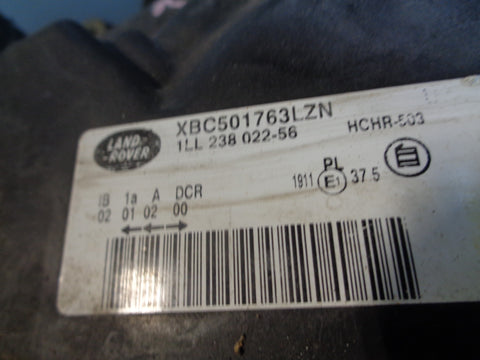 LAND-
ROVER
XBC501763LZN
1LL 238 022-56
HCHR-503
IB 1a A DCR
02 01 02 00
PL
1911 E1 37.5